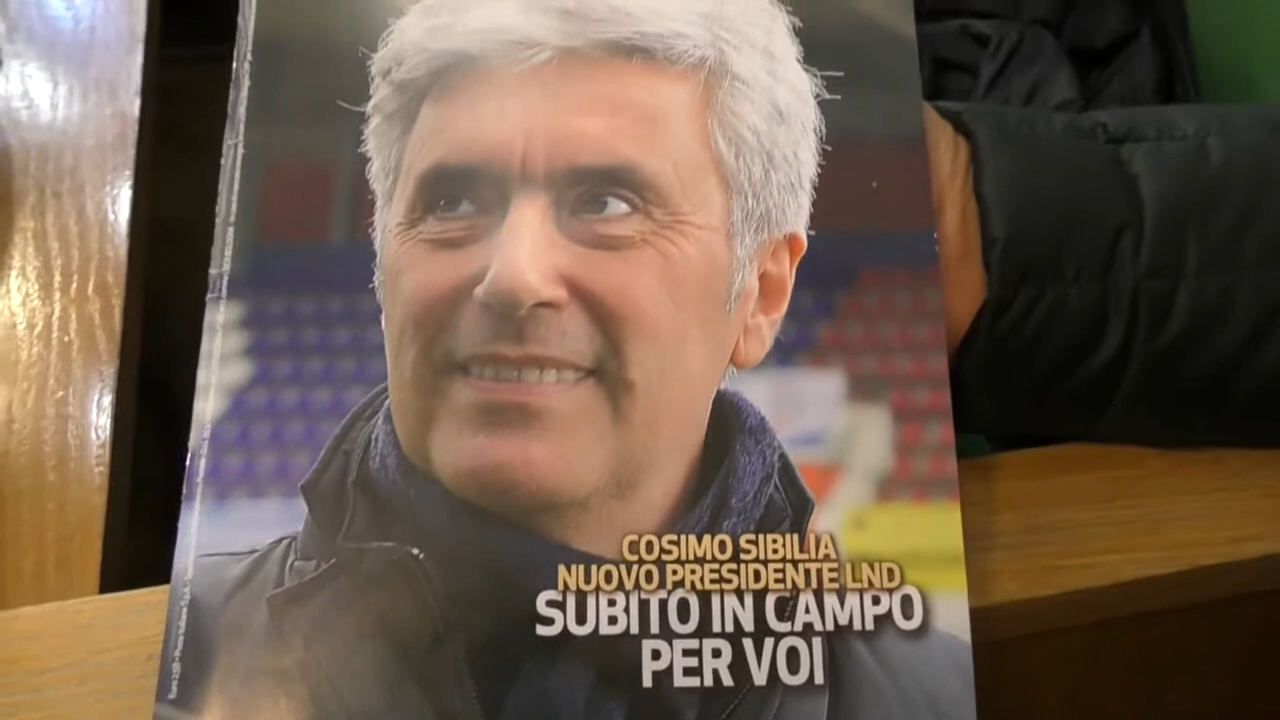 COSIMO SIBILIA
NUOVO PRESIDENTE LND
SUBITO IN CAMPO
PER VOI